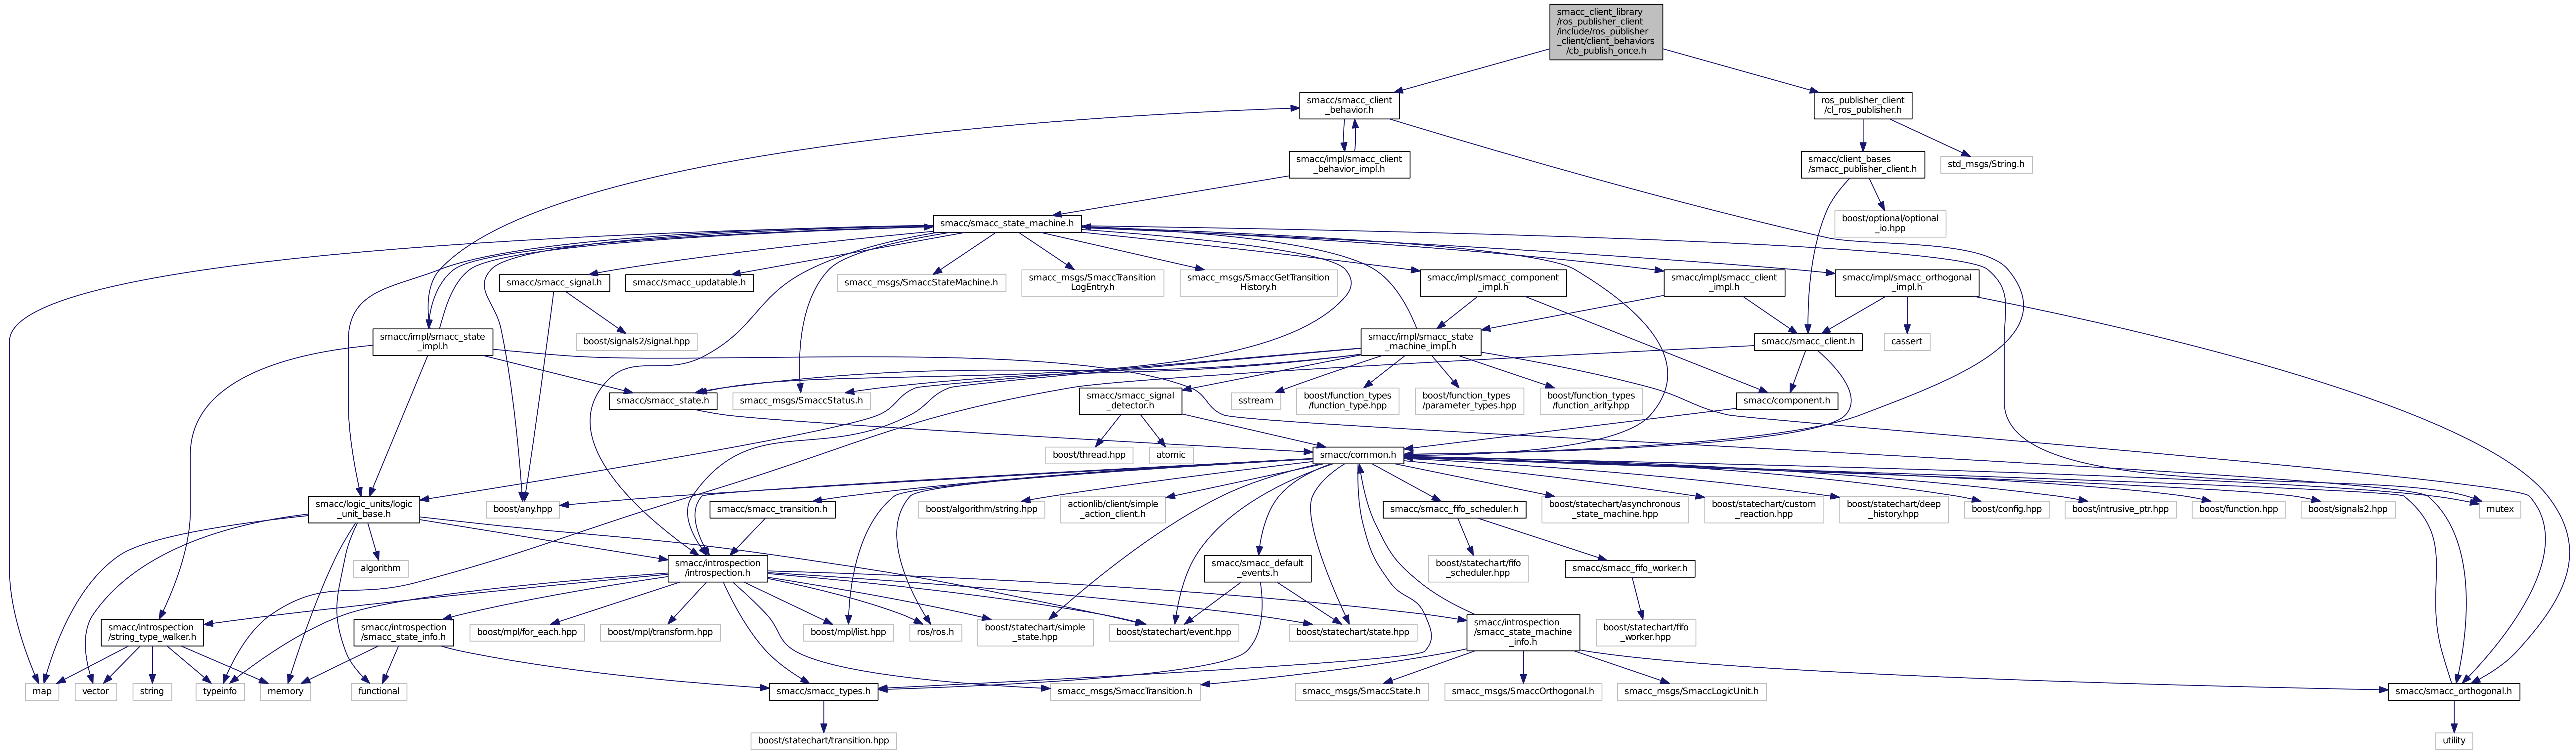 smacc_client_library
/ros_publisher_client
/include/ros_publisher
_client/client_behaviors
/cb_publish_once.h
smacc/smacc_client
_behavior.h
ros_publisher_client
/cl_ros_publisher.h
smacc/impl/smacc_client
_behavior_impl.h
smacc/client_bases
/smacc_publisher_client.h
std_msgs/String.h
smacc/smacc_state_machine.h
boost/optional/optional
_io.hpp
smacc/smacc_signal.h
smacc/smacc_updatable.h
smacc_msgs/SmaccStateMachine.h
smacc_msgs/SmaccTransition
LogEntry.h
smacc_msgs/SmaccGetTransition
History.h
smacc/impl/smacc_component
_impl.h
smacc/impl/smacc_client
_impl.h
smacc/impl/smacc_orthogonal
_impl.h
smacc/impl/smacc_state
_impl.h
boost/signals2/signal.hpp
smacc/impl/smacc_state
_machine_impl.h
smacc/smacc_client.h
cassert
smacc/smacc_state.h
smacc_msgs/SmaccStatus.h
smacc/smacc_signal
_detector.h
sstream
boost/function_types
/function_type.hpp
boost/function_types
/parameter_types.hpp
boost/function_types
/function_arity.hpp
smacc/component.h
boost/thread.hpp
atomic
smacc/common.h
smacc/logic_units/logic
_unit_base.h
boost/any.hpp
smacc/smacc_transition.h
boost/algorithm/string.hpp
actionlib/client/simple
_action_client.h
smacc/smacc_fifo_scheduler.h
boost/statechart/asynchronous
_state_machine.hpp
boost/statechart/custom
_reaction.hpp
boost/statechart/deep
_history.hpp
boost/config.hpp
boost/intrusive_ptr.hpp
boost/function.hpp
boost/signals2.hpp
mutex
algorithm
smacc/introspection
/introspection.h
smacc/smacc_default
_events.h
boost/statechart/fifo
_scheduler.hpp
smacc/smacc_fifo_worker.h
smacc/introspection
/string_type_walker.h
smacc/introspection
/smacc_state_info.h
boost/mpl/for_each.hpp
boost/mpl/transform.hpp
boost/mpl/list.hpp
ros/ros.h
boost/statechart/simple
_state.hpp
boost/statechart/event.hpp
boost/statechart/state.hpp
smacc/introspection
/smacc_state_machine
_info.h
boost/statechart/fifo
_worker.hpp
map
vector
string
typeinfo
memory
functional
smacc/smacc_types.h
smacc_msgs/SmaccTransition.h
smacc_msgs/SmaccState.h
smacc_msgs/SmaccOrthogonal.h
smacc_msgs/SmaccLogicUnit.h
smacc/smacc_orthogonal.h
boost/statechart/transition.hpp
utility